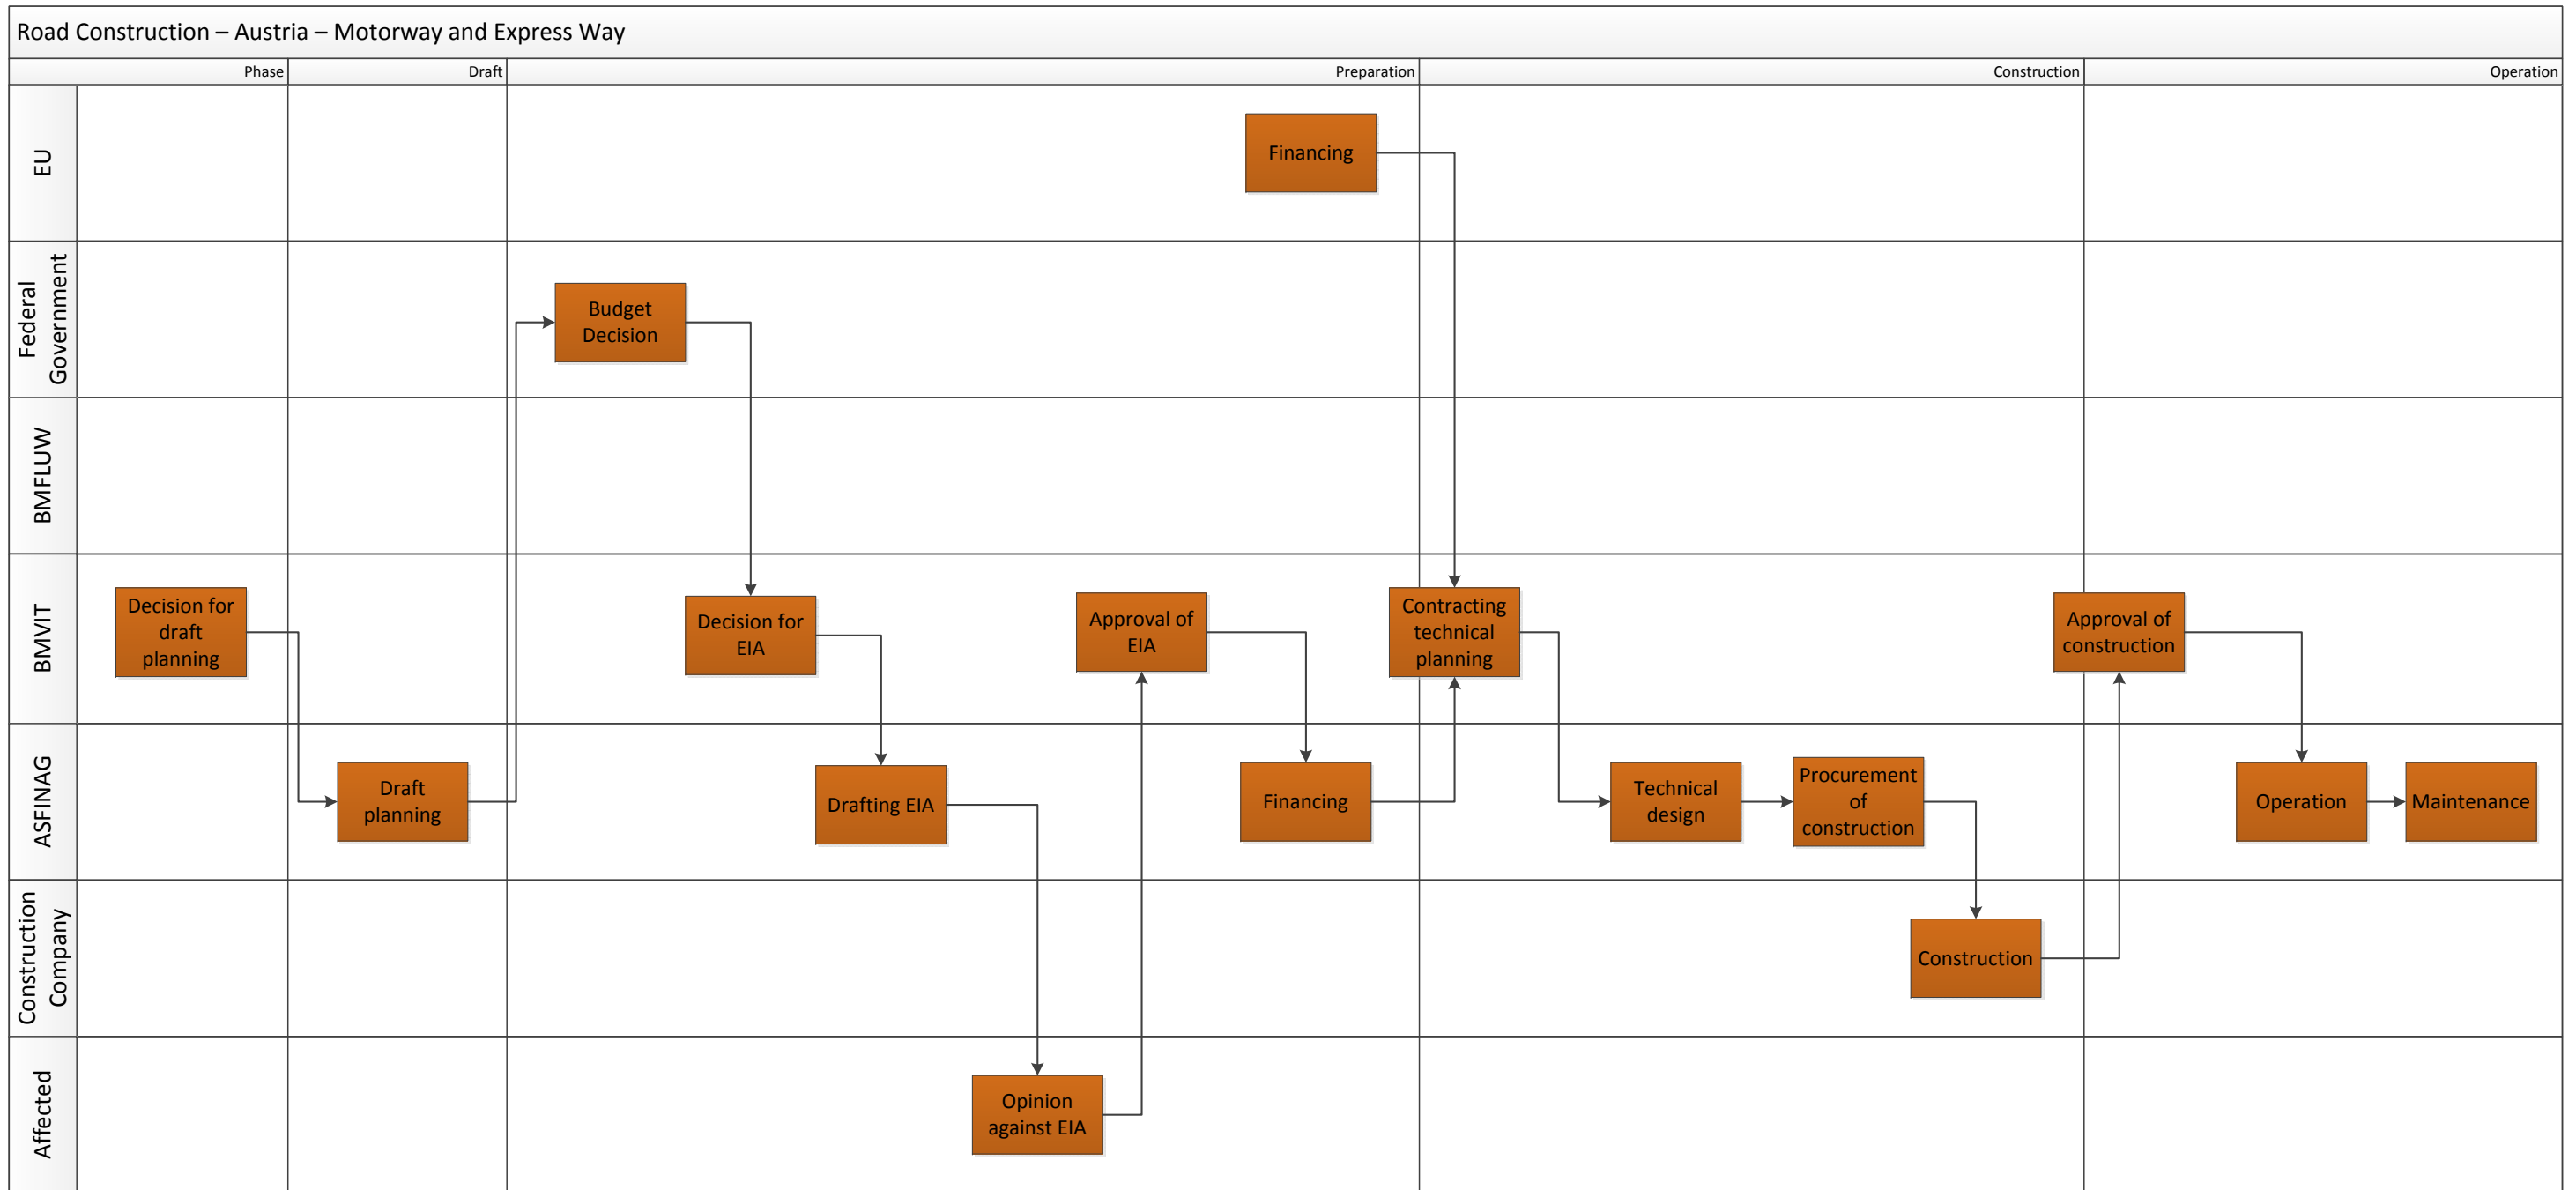 Road Construction – Austria – Motorway and Express Way
Phase
Draft
Preparation
Construction
Operation
EU
Financing
Federal
Government
Budget
Decision
BMFLUW
BMVIT
Decision for
draft
planning
Decision for
EIA
Approval of
EIA
Contracting
technical
planning
Approval of
construction
ASFINAG
Draft
planning
Drafting EIA
Financing
Technical
design
Procurement
of
construction
Operation
Maintenance
Construction
Company
Construction
Affected
Opinion
against EIA